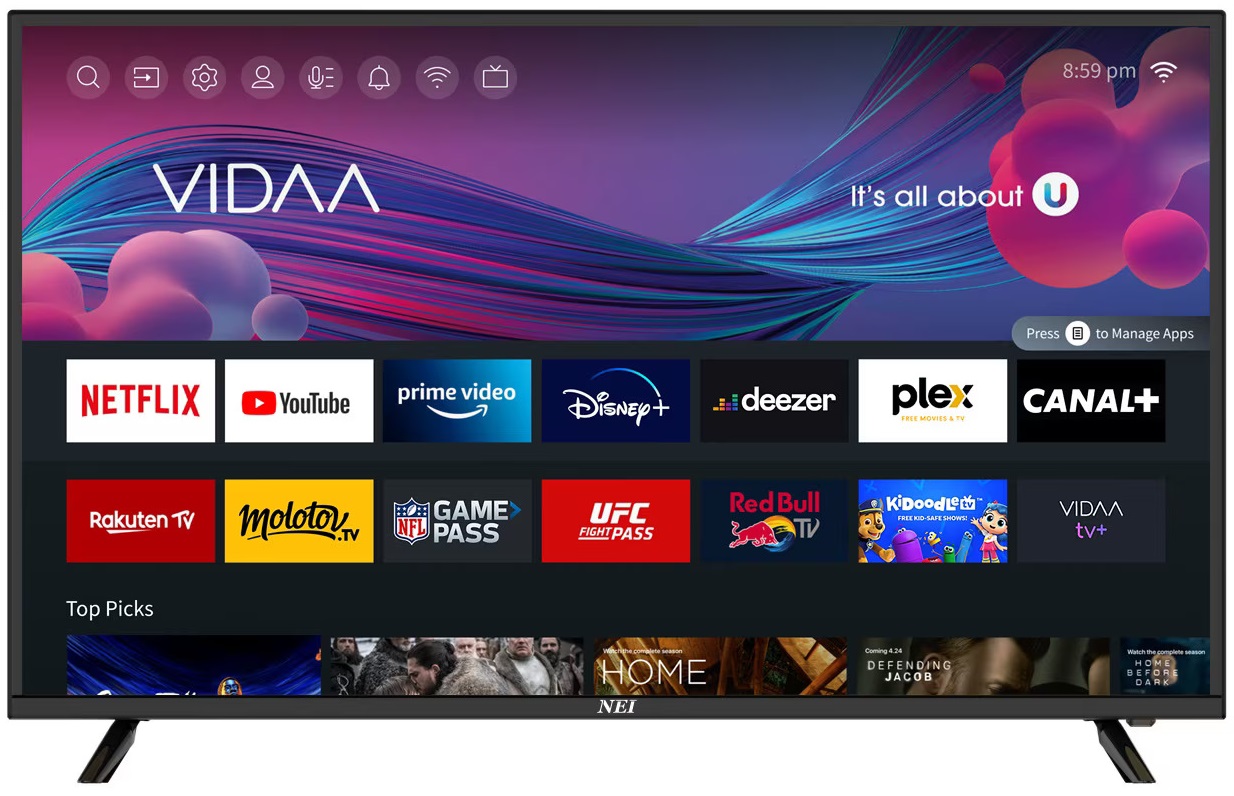 8:59 pm
VIDAA
It's all about U
Press to Manage Apps
NETFLIX
YouTube
prime video
Disney+
deezer
plex
FREE MOVIES & TV
CANAL+
Rakuten TV
molotov.tv
NFL GAME PASS
UFC
FIGHT PASS
Red Bull
TV
KiDoodle tv™
FREE KID-SAFE SHOWS!
VIDAA
tv+
Top Picks
Watch the complete season
HOME
Coming 4.24
DEFENDING
JACOB
Watch the complete season
HOME
BEFORE
DARK
NEI